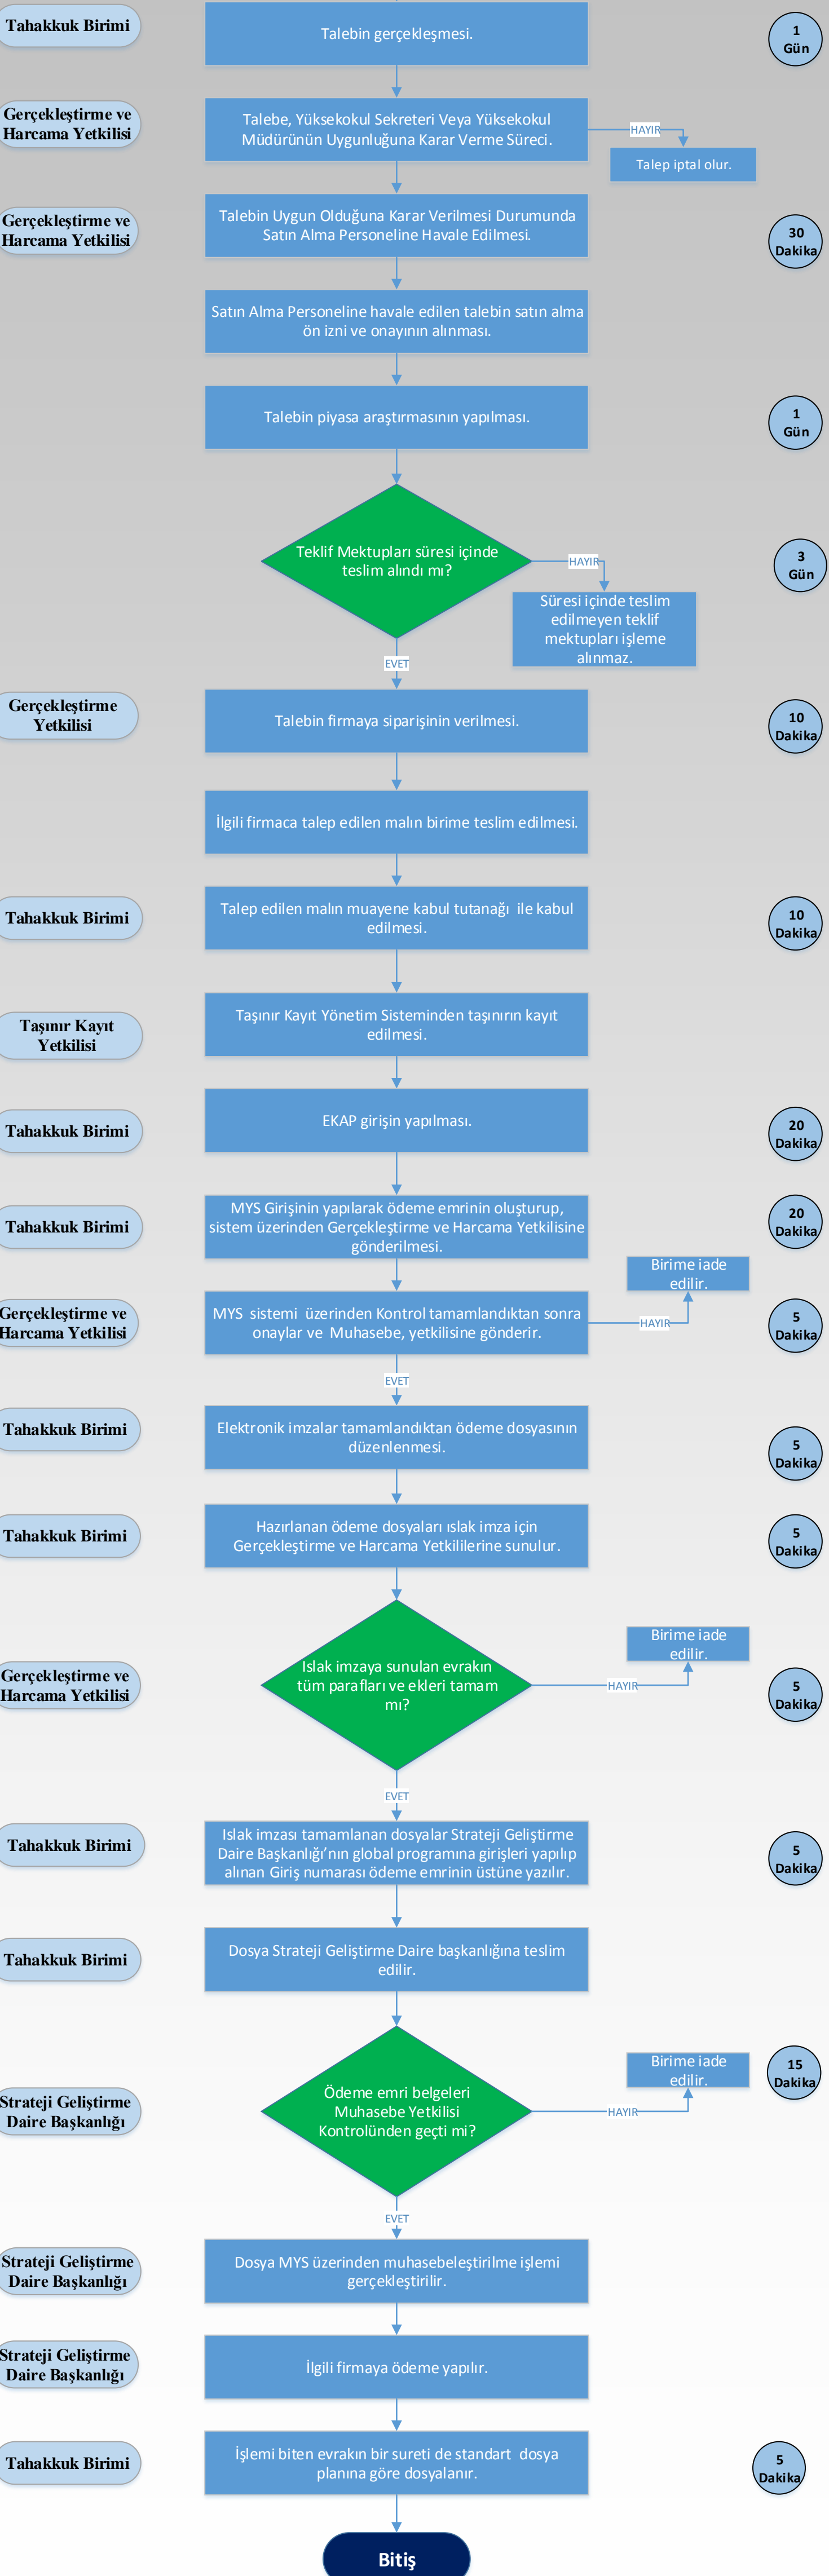 Tahakkuk Birimi
Talebin gerçekleşmesi.
1
Gün
Gerçekleştirme ve
Harcama Yetkilisi
Talebe, Yüksekokul Sekreteri Veya Yüksekokul
Müdürünün Uygunluğuna Karar Verme Süreci.
HAYIR
Talep iptal olur.
Gerçekleştirme ve
Harcama Yetkilisi
Talebin Uygun Olduğuna Karar Verilmesi Durumunda
Satın Alma Personeline Havale Edilmesi.
30
Dakika
Satın Alma Personeline havale edilen talebin satın alma
ön izni ve onayının alınması.
Talebin piyasa araştırmasının yapılması.
1
Gün
Teklif Mektupları süresi içinde
teslim alındı mı?
HAYIR
3
Gün
Süresi içinde teslim
edilmeyen teklif
mektupları işleme
alınmaz.
EVET
Gerçekleştirme
Yetkilisi
Talebin firmaya siparişinin verilmesi.
10
Dakika
İlgili firmaca talep edilen malın birime teslim edilmesi.
Tahakkuk Birimi
Talep edilen malın muayene kabul tutanağı  ile kabul
edilmesi.
10
Dakika
Taşınır Kayıt
Yetkilisi
Taşınır Kayıt Yönetim Sisteminden taşınırın kayıt
edilmesi.
Tahakkuk Birimi
EKAP girişin yapılması.
20
Dakika
Tahakkuk Birimi
MYS Girişinin yapılarak ödeme emrinin oluşturup,
sistem üzerinden Gerçekleştirme ve Harcama Yetkilisine
gönderilmesi.
20
Dakika
Birime iade
edilir.
Gerçekleştirme ve
Harcama Yetkilisi
MYS  sistemi  üzerinden Kontrol tamamlandıktan sonra
onaylar ve  Muhasebe, yetkilisine gönderir.
HAYIR
5
Dakika
EVET
Tahakkuk Birimi
Elektronik imzalar tamamlandıktan ödeme dosyasının
düzenlenmesi.
5
Dakika
Tahakkuk Birimi
Hazırlanan ödeme dosyaları ıslak imza için
Gerçekleştirme ve Harcama Yetkililerine sunulur.
5
Dakika
Birime iade
edilir.
Gerçekleştirme ve
Harcama Yetkilisi
Islak imzaya sunulan evrakın
tüm parafları ve ekleri tamam
mı?
HAYIR
5
Dakika
EVET
Tahakkuk Birimi
Islak imzası tamamlanan dosyalar Strateji Geliştirme
Daire Başkanlığı’nın global programına girişleri yapılıp
alınan Giriş numarası ödeme emrinin üstüne yazılır.
5
Dakika
Tahakkuk Birimi
Dosya Strateji Geliştirme Daire başkanlığına teslim
edilir.
Birime iade
edilir.
15
Dakika
Strateji Geliştirme
Daire Başkanlığı
Ödeme emri belgeleri
Muhasebe Yetkilisi
Kontrolünden geçti mi?
HAYIR
EVET
Strateji Geliştirme
Daire Başkanlığı
Dosya MYS üzerinden muhasebeleştirilme işlemi
gerçekleştirilir.
Strateji Geliştirme
Daire Başkanlığı
İlgili firmaya ödeme yapılır.
Tahakkuk Birimi
İşlemi biten evrakın bir sureti de standart  dosya
planına göre dosyalanır.
5
Dakika
Bitiş